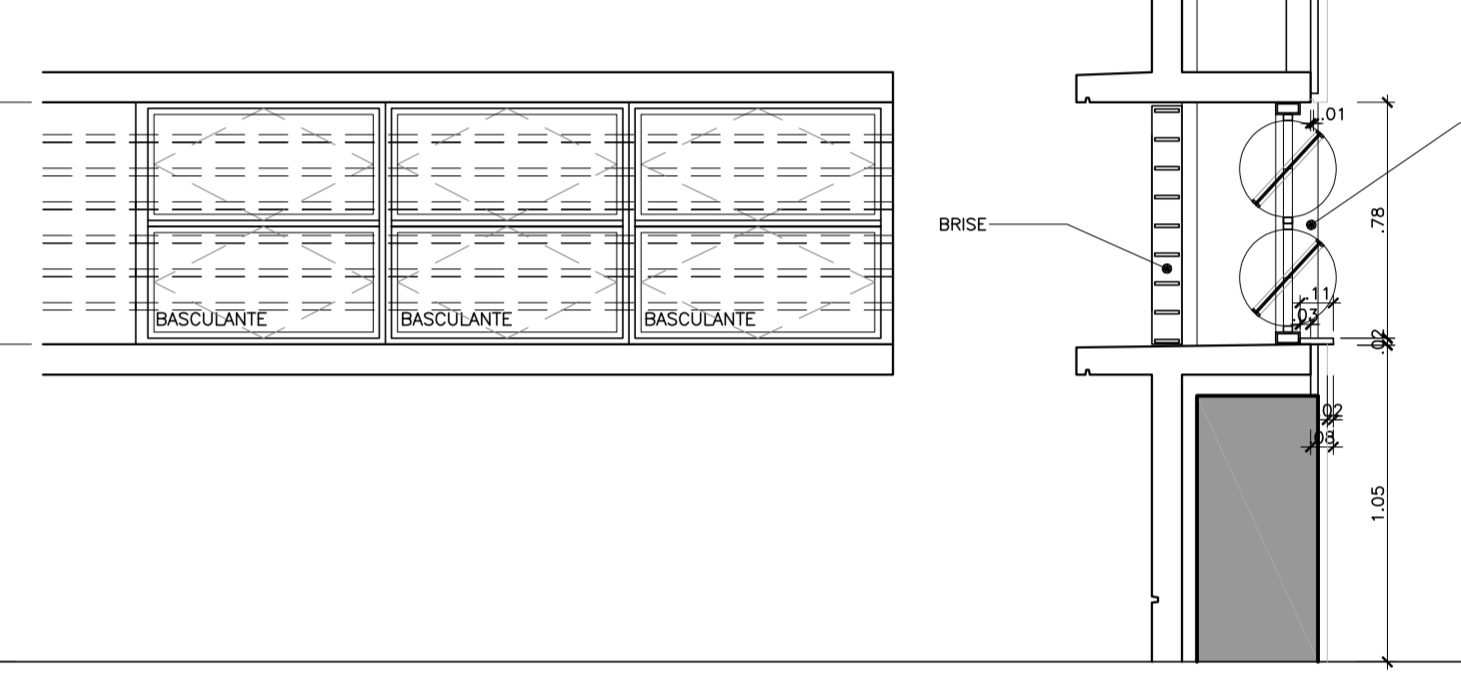 BASCULANTE
BASCULANTE
BASCULANTE
BRISE
.01
.78
.11
.03
.02
.02
.08
1.05